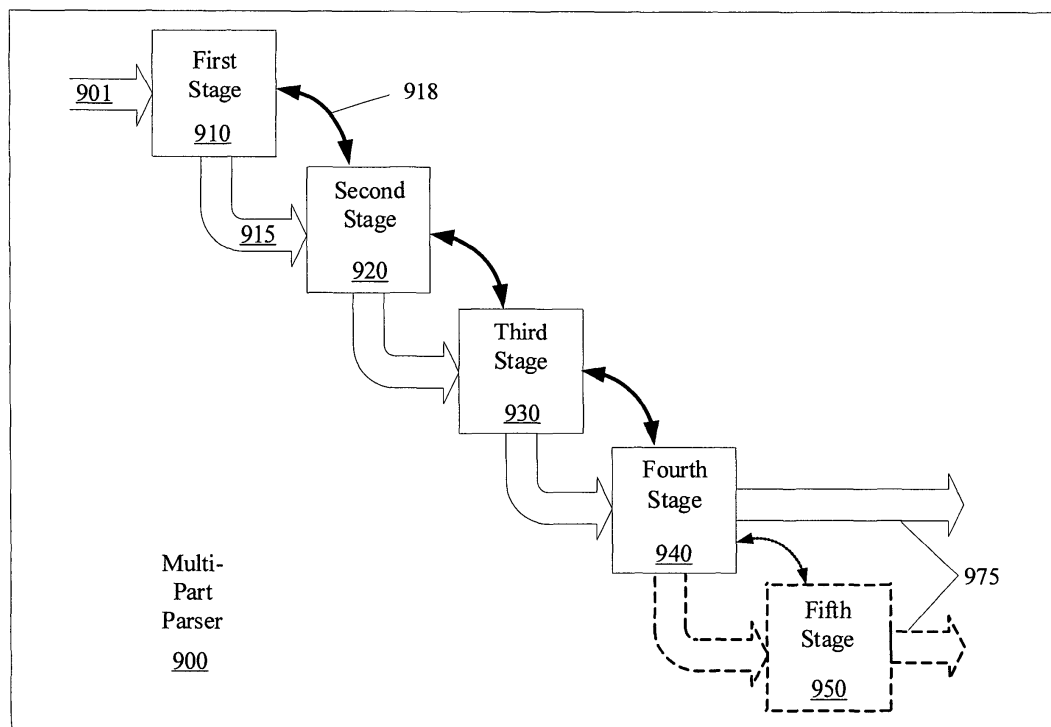 First
Stage
910
901
918
Second
Stage
920
915
Third
Stage
930
Fourth
Stage
940
975
Fifth
Stage
950
Multi-
Part
Parser
900